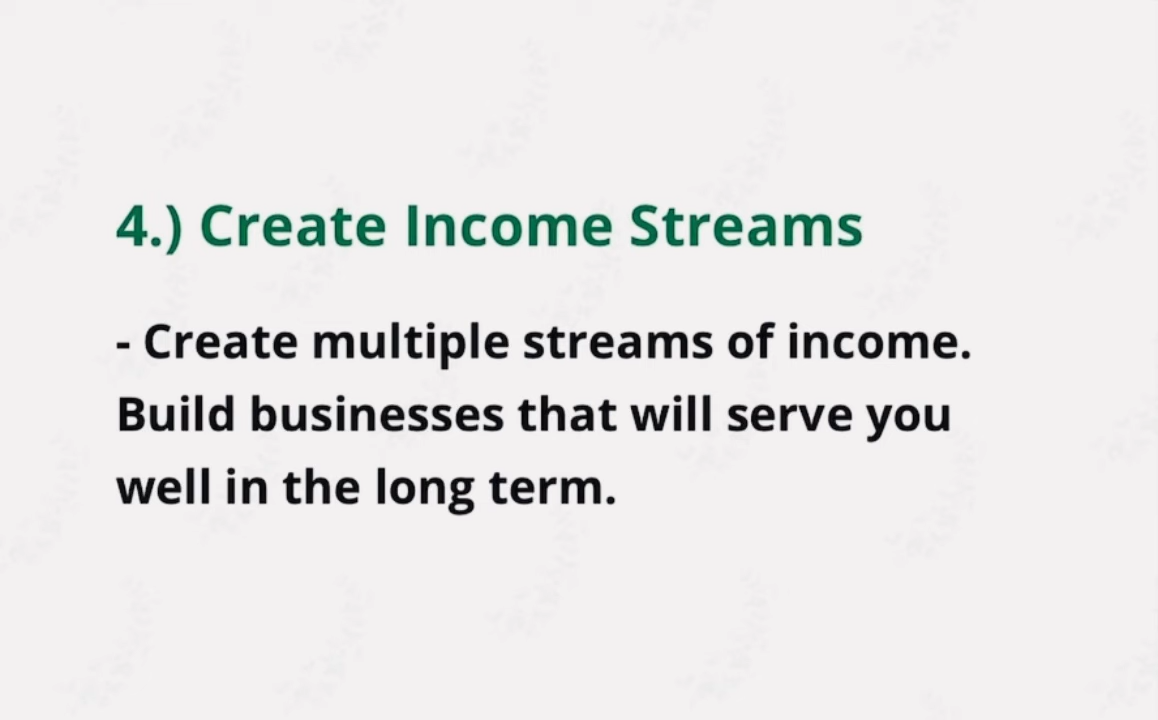 4.) Create Income Streams
- Create multiple streams of income.
Build businesses that will serve you
well in the long term.